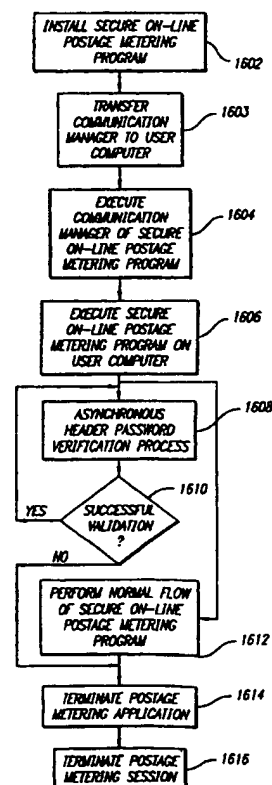 INSTALL SECURE ON-LINE
POSTAGE METERING
PROGRAM
1602
TRANSFER
COMMUNICATION
MANAGER TO USER
COMPUTER
1603
EXECUTE
COMMUNICATION
MANAGER OF SECURE
ON-LINE POSTAGE
METERING PROGRAM
1604
EXECUTE SECURE
ON-LINE POSTAGE
METERING PROGRAM ON
USER COMPUTER
1606
ASYNCHRONOUS
HEADER PASSWORD
VERIFICATION PROCESS
1608
SUCCESSFUL
VALIDATION
?
1610
YES
NO
PERFORM NORMAL FLOW
OF SECURE ON-LINE
POSTAGE METERING
PROGRAM
1612
TERMINATE POSTAGE
METERING APPLICATION
1614
TERMINATE POSTAGE
METERING SESSION
1616